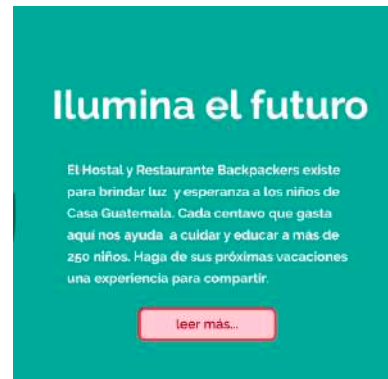 Ilumina el futuro
El Hostal y Restaurante Backpackers existe
para brindar luz y esperanza a los niños de
Casa Guatemala. Cada centavo que gasta
aquí nos ayuda a cuidar y educar a más de
250 niños. Haga de sus próximas vacaciones
una experiencia para compartir.
leer más...